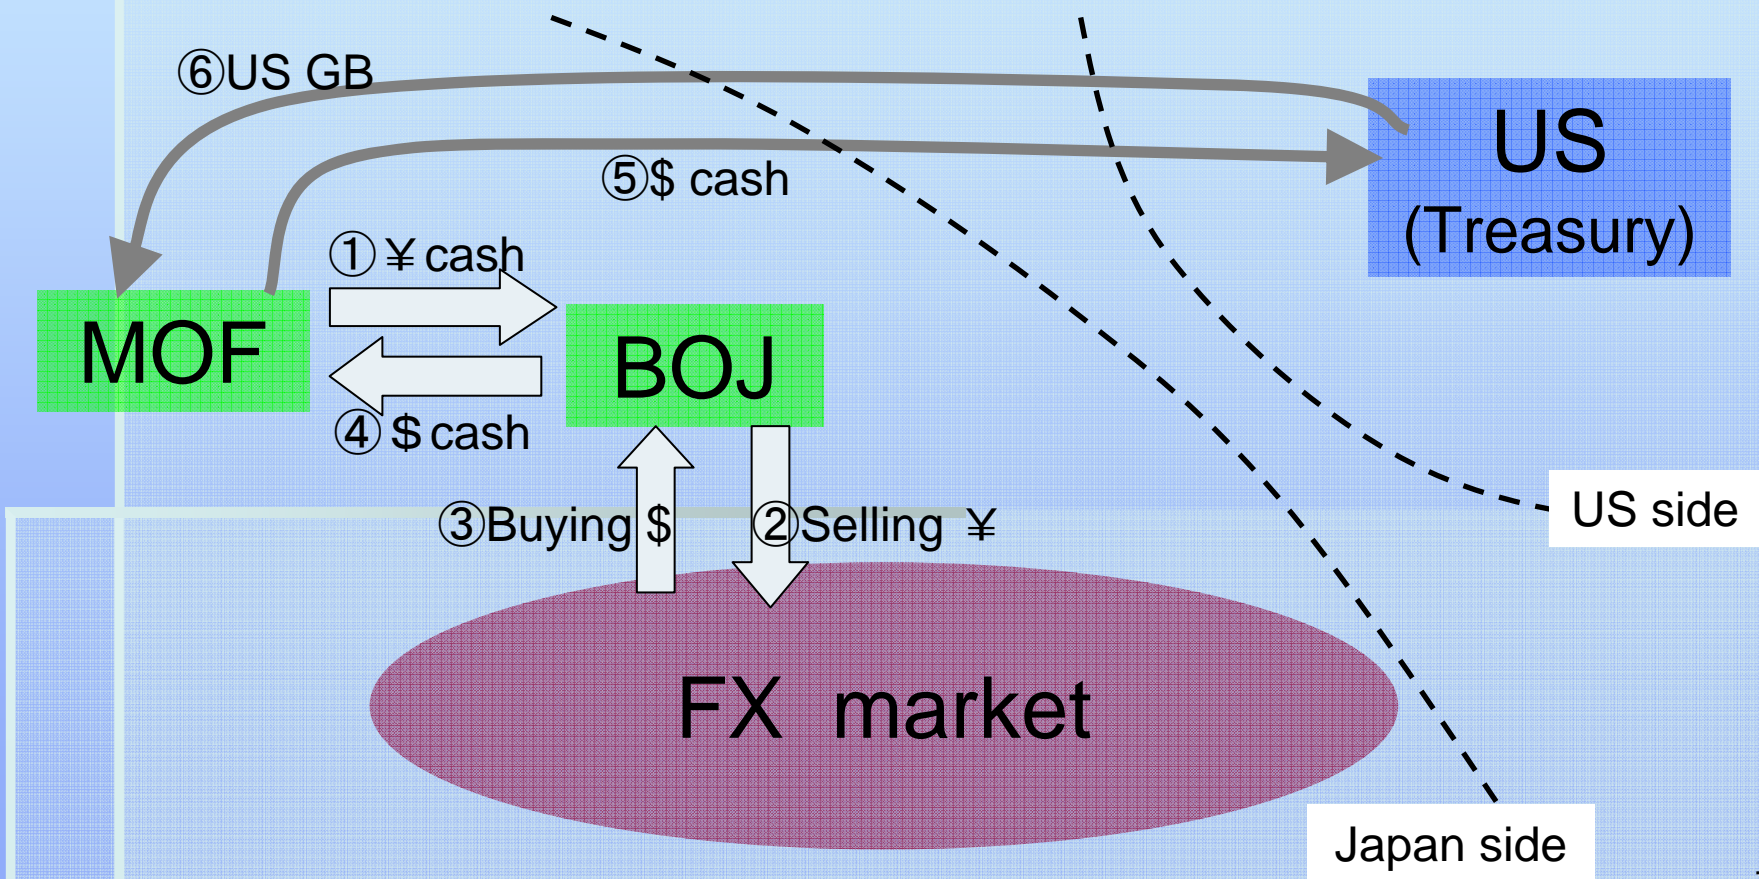 ⑥US GB
US
(Treasury)
⑤$ cash
①￥cash
MOF
BOJ
④＄cash
③Buying $
②Selling ￥
US side
FX market
Japan side